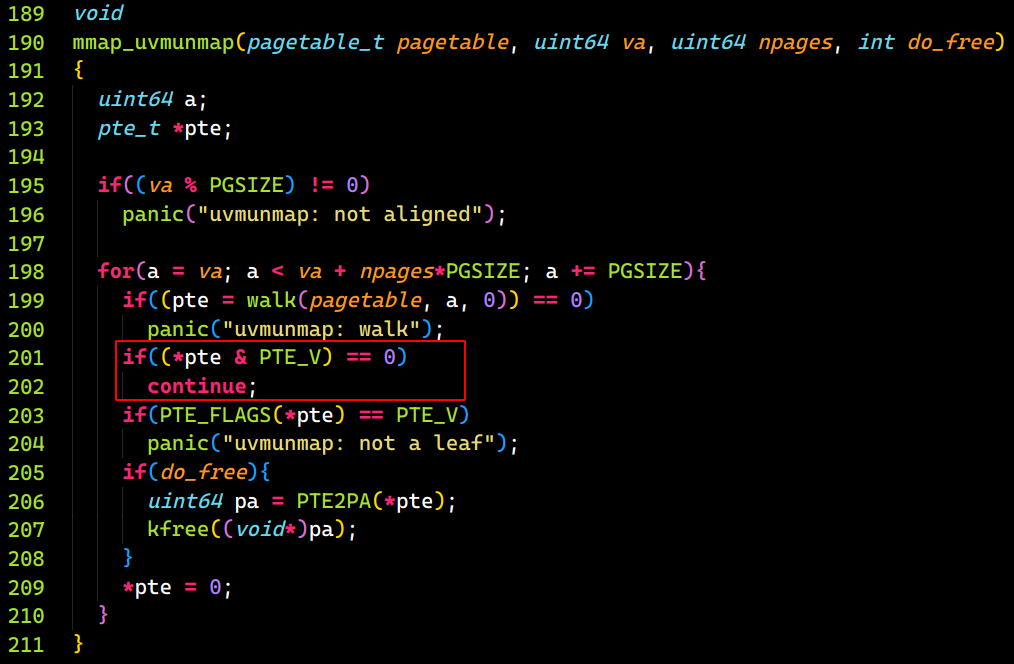 189 void
190 mmap_uvmunmap(pagetable_t pagetable, uint64 va, uint64 npages, int do_free)
191 {
192   uint64 a;
193   pte_t *pte;
194
195   if((va % PGSIZE) != 0)
196     panic("uvmunmap: not aligned");
197
198   for(a = va; a < va + npages*PGSIZE; a += PGSIZE){
199     if((pte = walk(pagetable, a, 0)) == 0)
200       panic("uvmunmap: walk");
201     if((*pte & PTE_V) == 0)
202       continue;
203     if(PTE_FLAGS(*pte) == PTE_V)
204       panic("uvmunmap: not a leaf");
205     if(do_free){
206       uint64 pa = PTE2PA(*pte);
207       kfree((void*)pa);
208     }
209     *pte = 0;
210   }
211 }